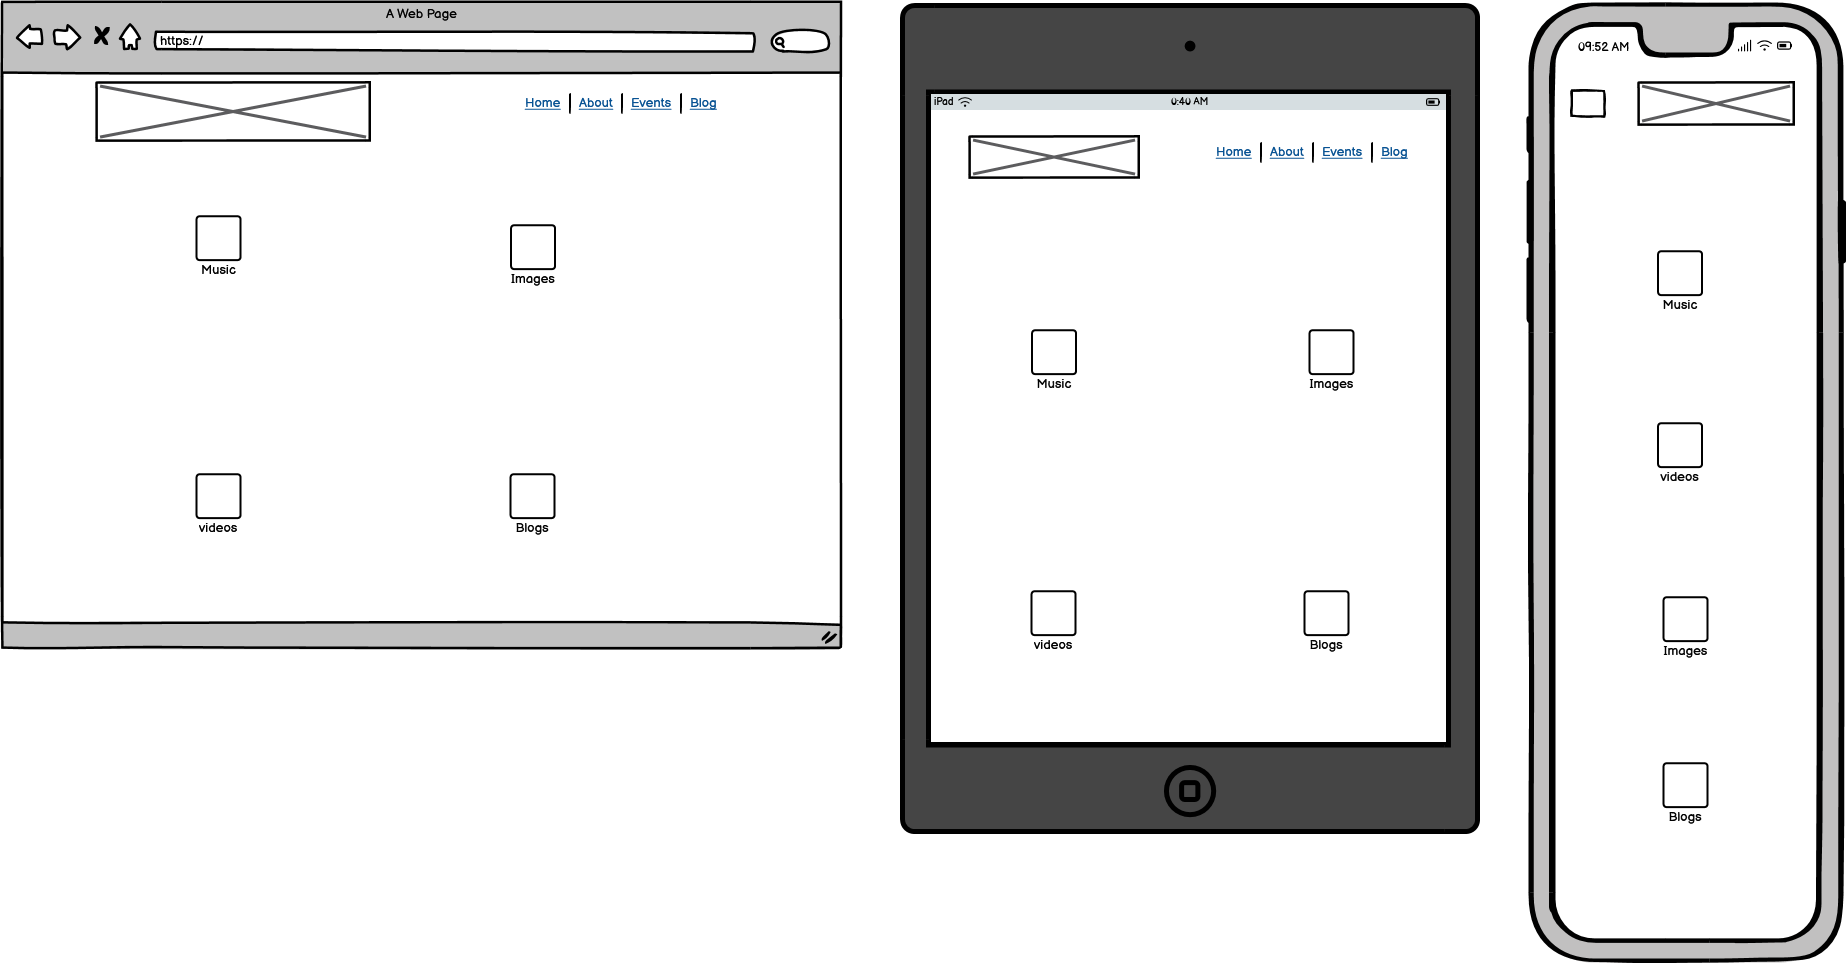 A Web Page
https://
Home About Events Blog
Music
Images
videos
Blogs
iPad 0:40 AM
Home About Events Blog
Music
Images
videos
Blogs
09:52 AM
Music
videos
Images
Blogs